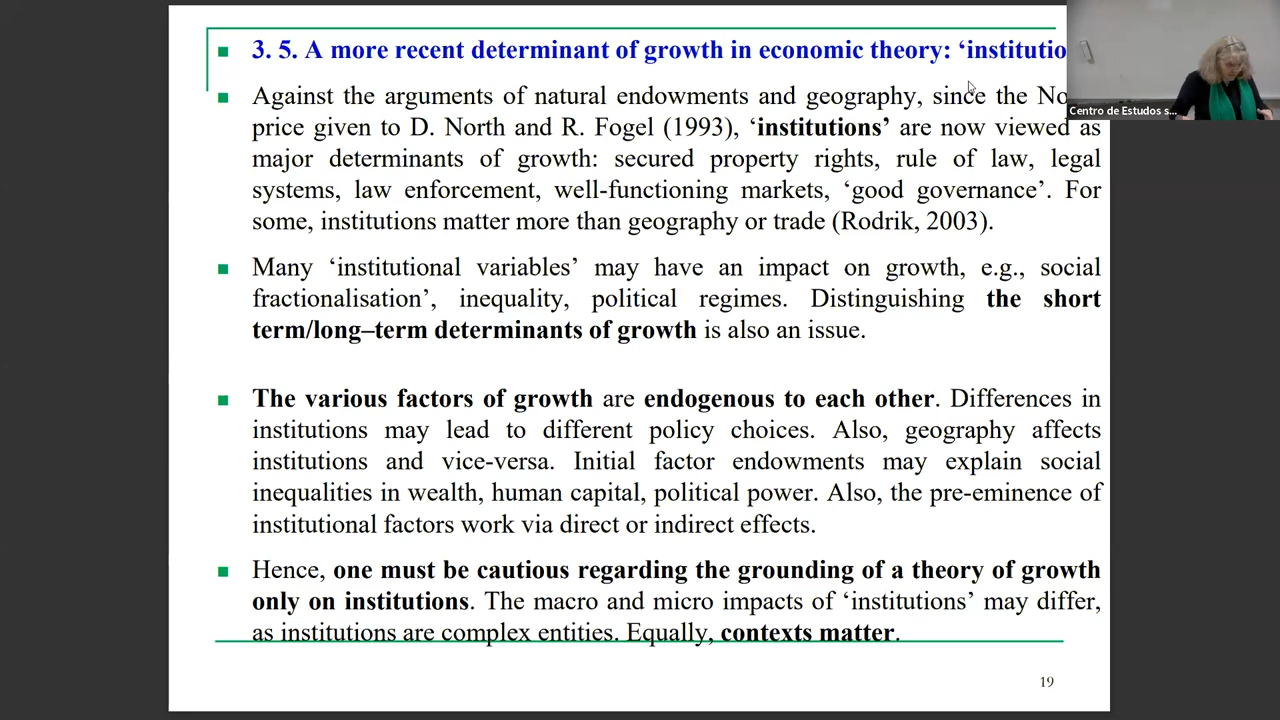 3. 5. A more recent determinant of growth in economic theory: ‘institutio
Against the arguments of natural endowments and geography, since the No
price given to D. North and R. Fogel (1993), ‘institutions’ are now viewed as
major determinants of growth: secured property rights, rule of law, legal
systems, law enforcement, well-functioning markets, ‘good governance’. For
some, institutions matter more than geography or trade (Rodrik, 2003).
Many ‘institutional variables’ may have an impact on growth, e.g., social
fractionalisation’, inequality, political regimes. Distinguishing the short
term/long–term determinants of growth is also an issue.
The various factors of growth are endogenous to each other. Differences in
institutions may lead to different policy choices. Also, geography affects
institutions and vice-versa. Initial factor endowments may explain social
inequalities in wealth, human capital, political power. Also, the pre-eminence of
institutional factors work via direct or indirect effects.
Hence, one must be cautious regarding the grounding of a theory of growth
only on institutions. The macro and micro impacts of ‘institutions’ may differ,
as institutions are complex entities. Equally, contexts matter.
19
Centro de Estudos s...